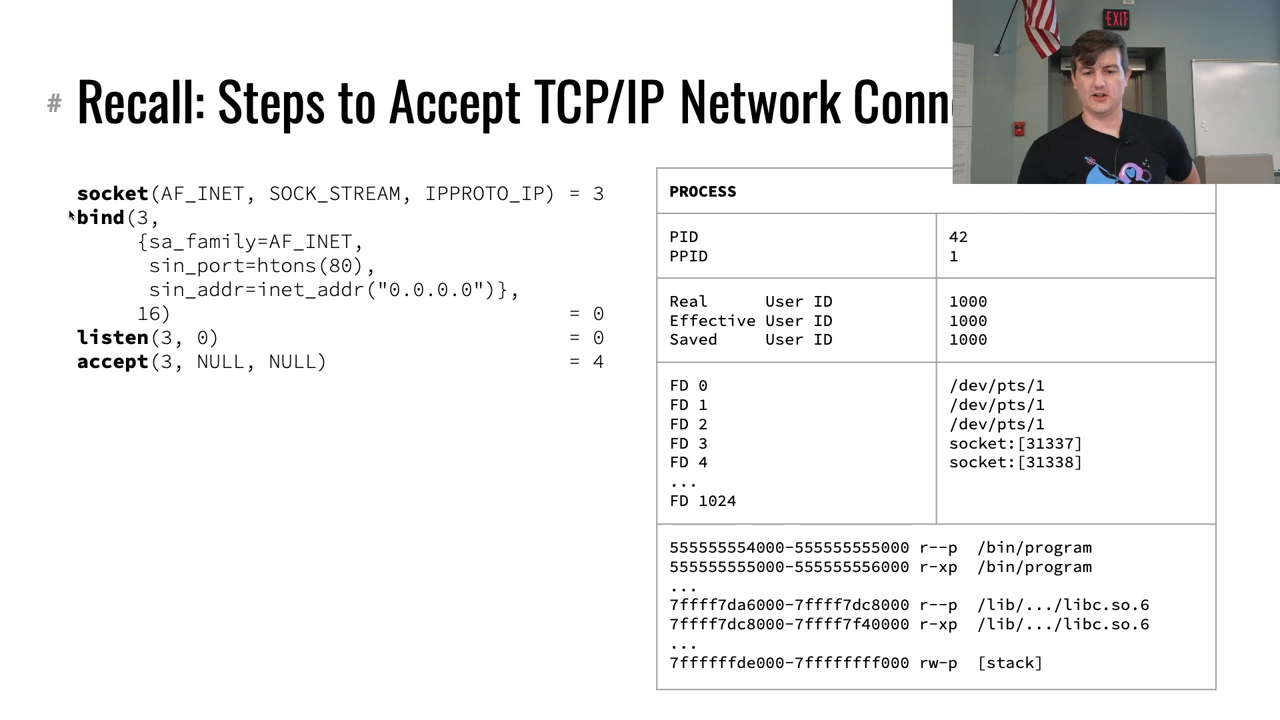 # Recall: Steps to Accept TCP/IP Network Conn
EXIT
socket(AF_INET, SOCK_STREAM, IPPROTO_IP) = 3
bind(3,
{sa_family=AF_INET,
sin_port=htons(80),
sin_addr=inet_addr("0.0.0.0")},
16) = 0
listen(3, 0) = 0
accept(3, NULL, NULL) = 4
PROCESS
PID 42
PPID 1
Real User ID 1000
Effective User ID 1000
Saved User ID 1000
FD 0 /dev/pts/1
FD 1 /dev/pts/1
FD 2 /dev/pts/1
FD 3 socket:[31337]
FD 4 socket:[31338]
...
FD 1024
555555554000-555555555000 r--p /bin/program
555555555000-555555556000 r-xp /bin/program
...
7ffff7da6000-7ffff7dc8000 r--p /lib/.../libc.so.6
7ffff7dc8000-7ffff7f40000 r-xp /lib/.../libc.so.6
...
7ffffffde000-7ffffffff000 rw-p [stack]